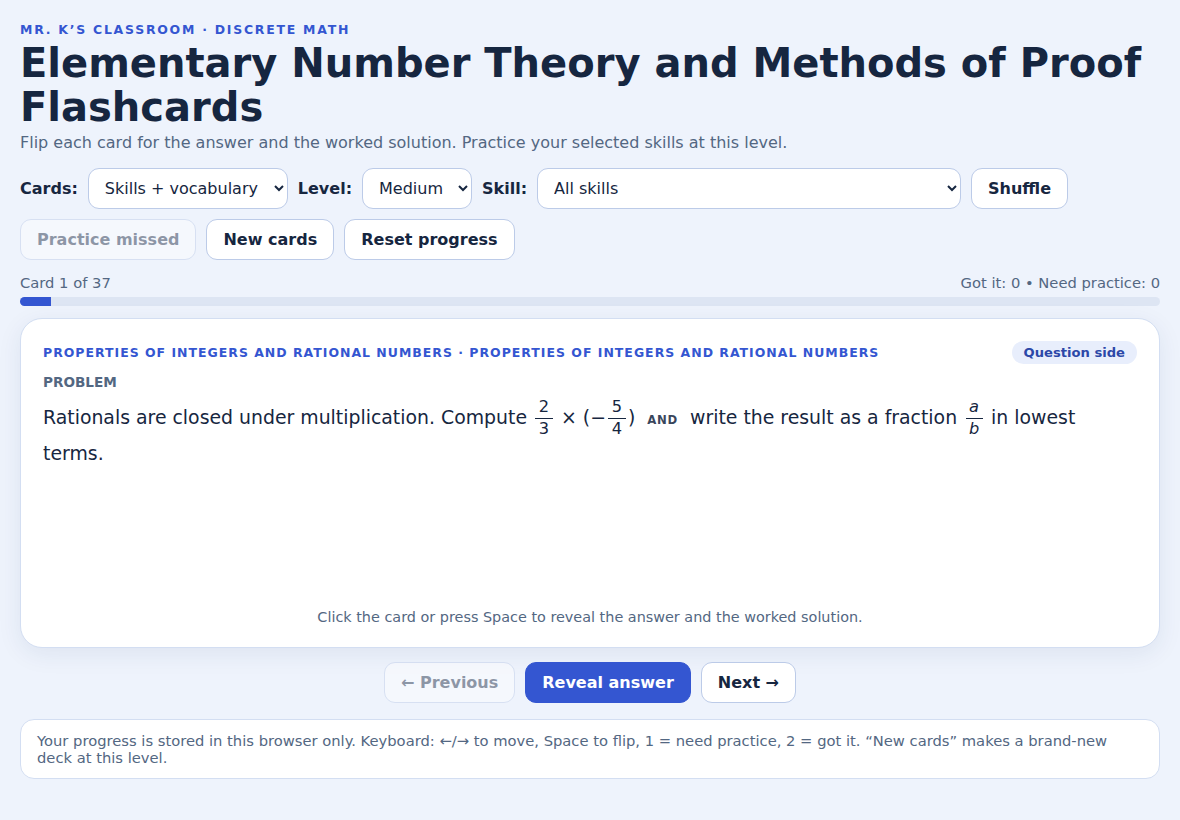 MR. K’S CLASSROOM · DISCRETE MATH
Elementary Number Theory and Methods of Proof
Flashcards
Flip each card for the answer and the worked solution. Practice your selected skills at this level.
Cards: Skills + vocabulary Level: Medium Skill: All skills Shuffle
Practice missed New cards Reset progress
Card 1 of 37 Got it: 0 • Need practice: 0
PROPERTIES OF INTEGERS AND RATIONAL NUMBERS · PROPERTIES OF INTEGERS AND RATIONAL NUMBERS Question side
PROBLEM
Rationals are closed under multiplication. Compute 2/3 × (−5/4) AND write the result as a fraction a/b in lowest
terms.
Click the card or press Space to reveal the answer and the worked solution.
← Previous Reveal answer Next →
Your progress is stored in this browser only. Keyboard: ←/→ to move, Space to flip, 1 = need practice, 2 = got it. “New cards” makes a brand-new
deck at this level.